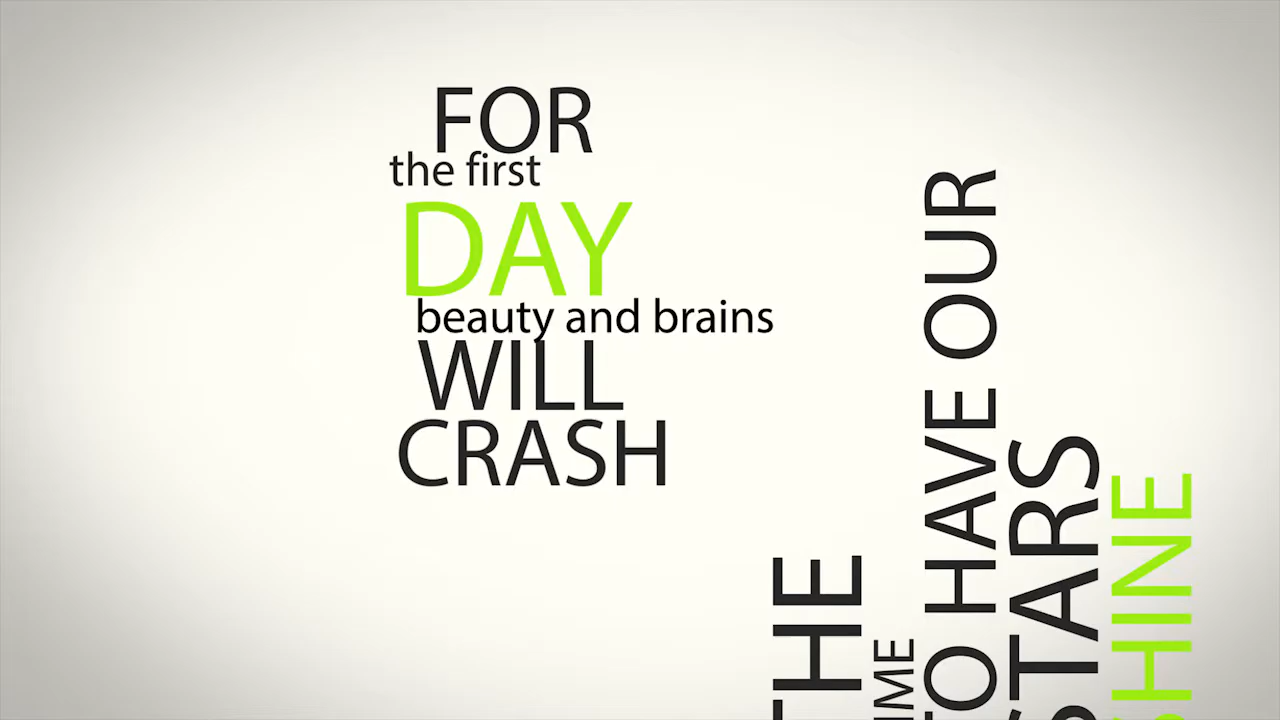 FOR
the first
DAY
beauty and brains
WILL
CRASH
THE
TO HAVE OUR
STARS
SHINE